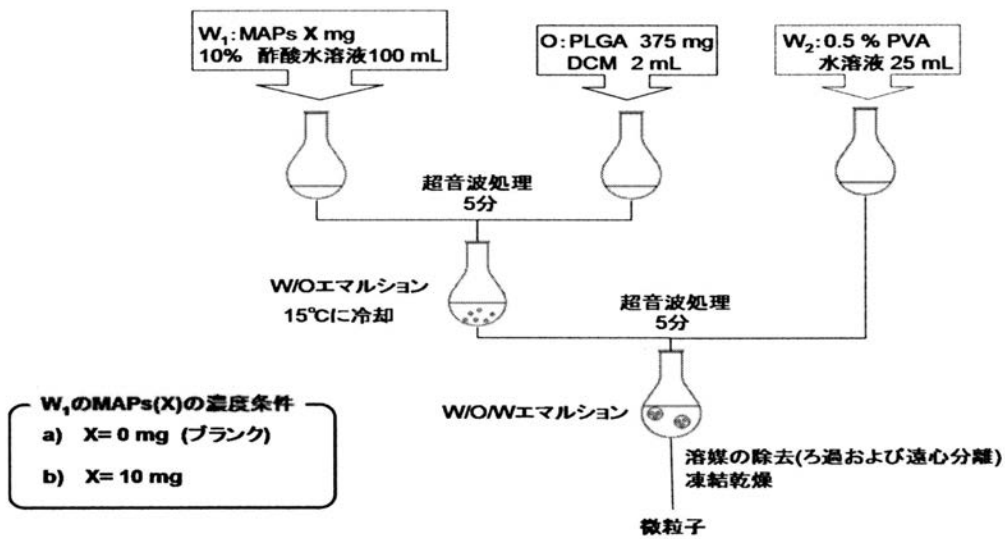 W₁:MAPs X mg
10% 酢酸水溶液100 mL
O:PLGA 375 mg
DCM 2 mL
W₂:0.5 % PVA
水溶液 25 mL
超音波処理
5分
W/Oエマルション
15℃に冷却
超音波処理
5分
W/O/Wエマルション
W₁のMAPs(X)の濃度条件
a) X= 0 mg (ブランク)
b) X= 10 mg
溶媒の除去(ろ過および遠心分離)
凍結乾燥
微粒子